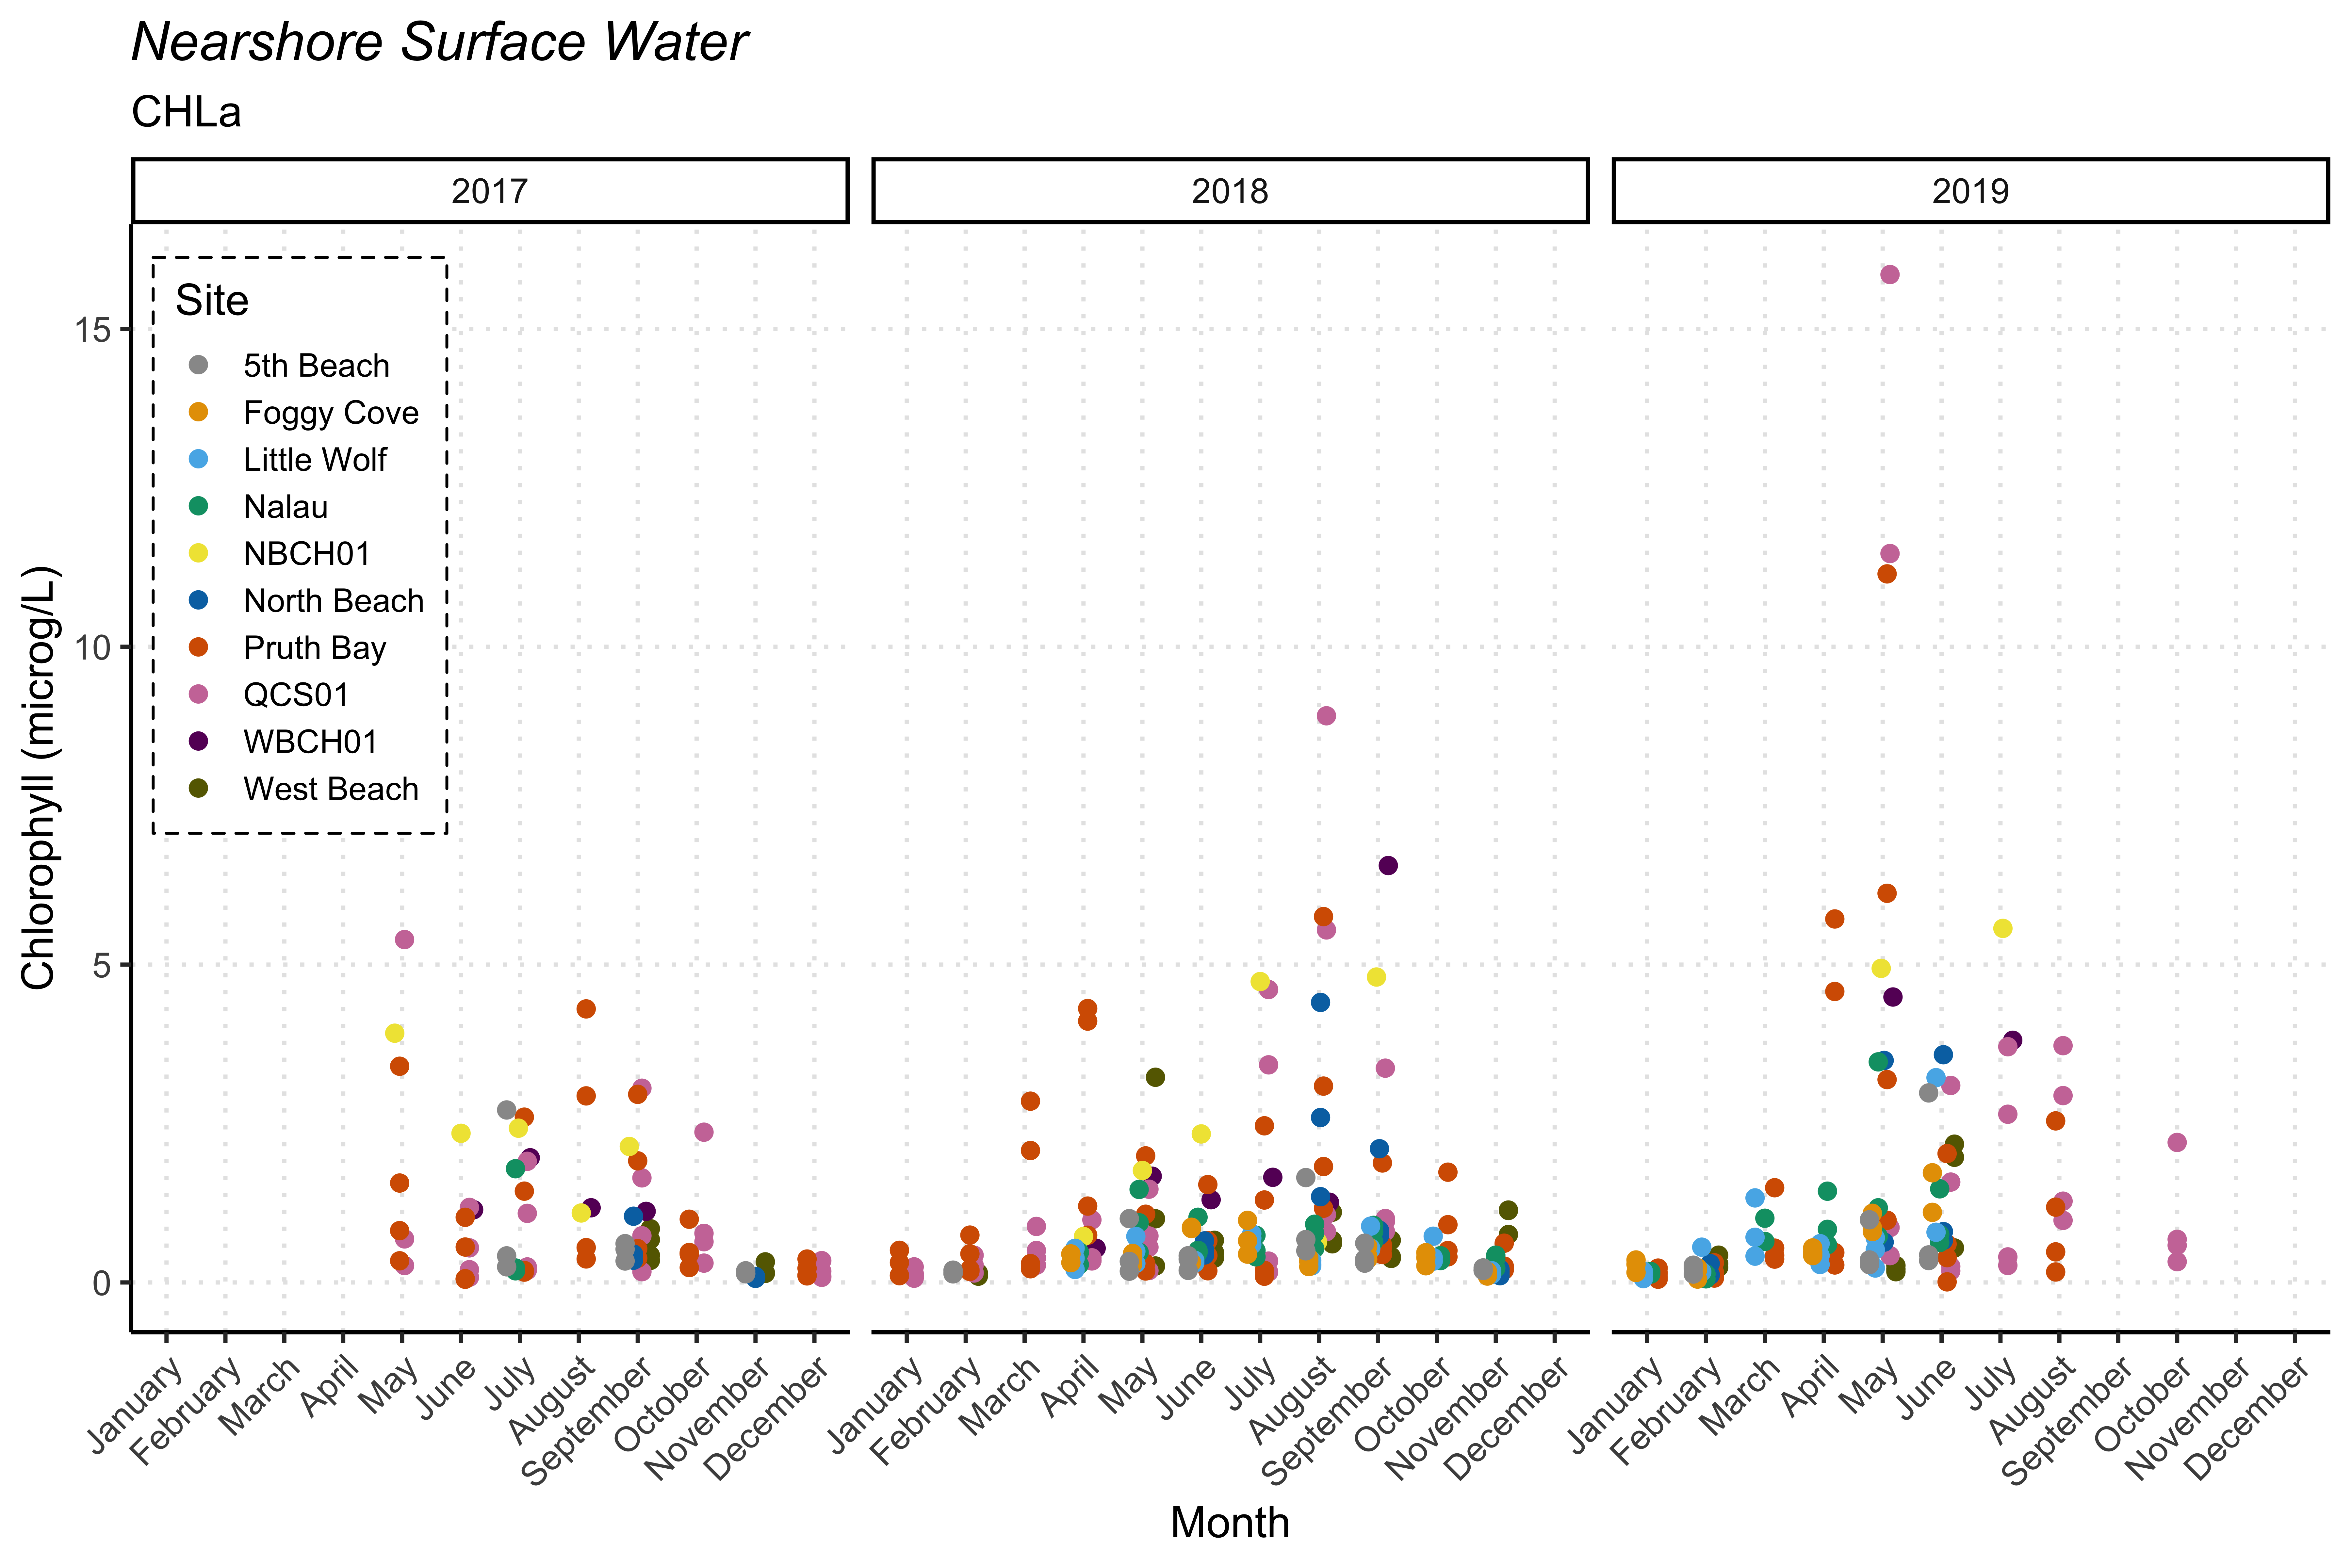 Nearshore Surface Water
CHLa
2017 2018 2019
Site
5th Beach
Foggy Cove
Little Wolf
Nalau
NBCH01
North Beach
Pruth Bay
QCS01
WBCH01
West Beach
Chlorophyll (microg/L)
15
10
5
0
January February March April May June July August September October November December
January February March April May June July August September October November December
January February March April May June July August September October November December
Month